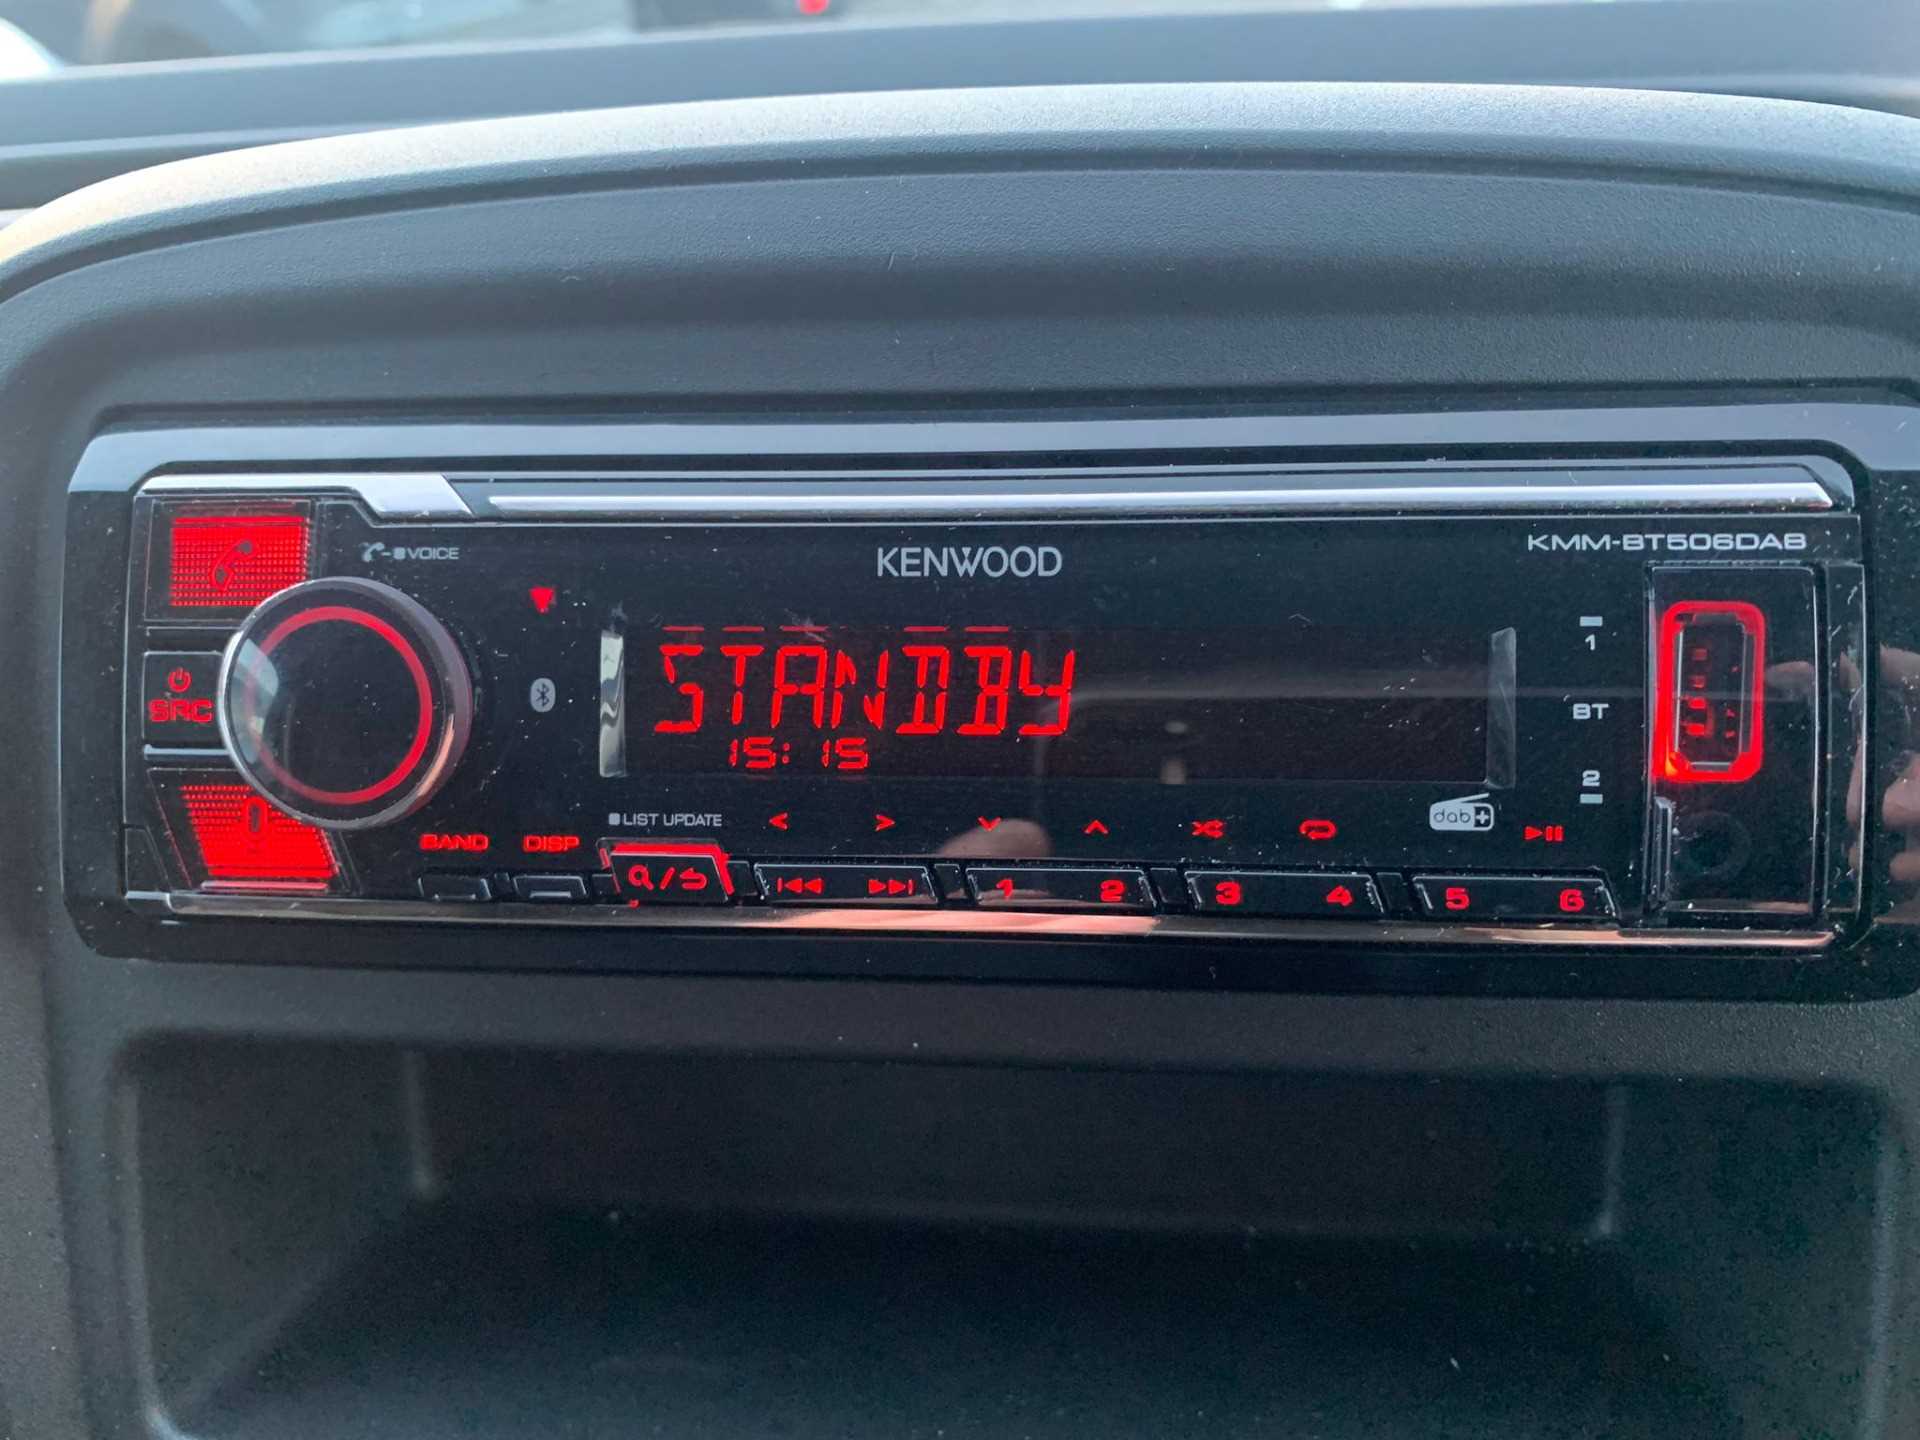 KENWOOD
KMM-BT506DAB
VOICE
STANDBY
15:15
1
BT
2
SRC
BAND
DISP
LIST UPDATE
dab+
1 2 3 4 5 6